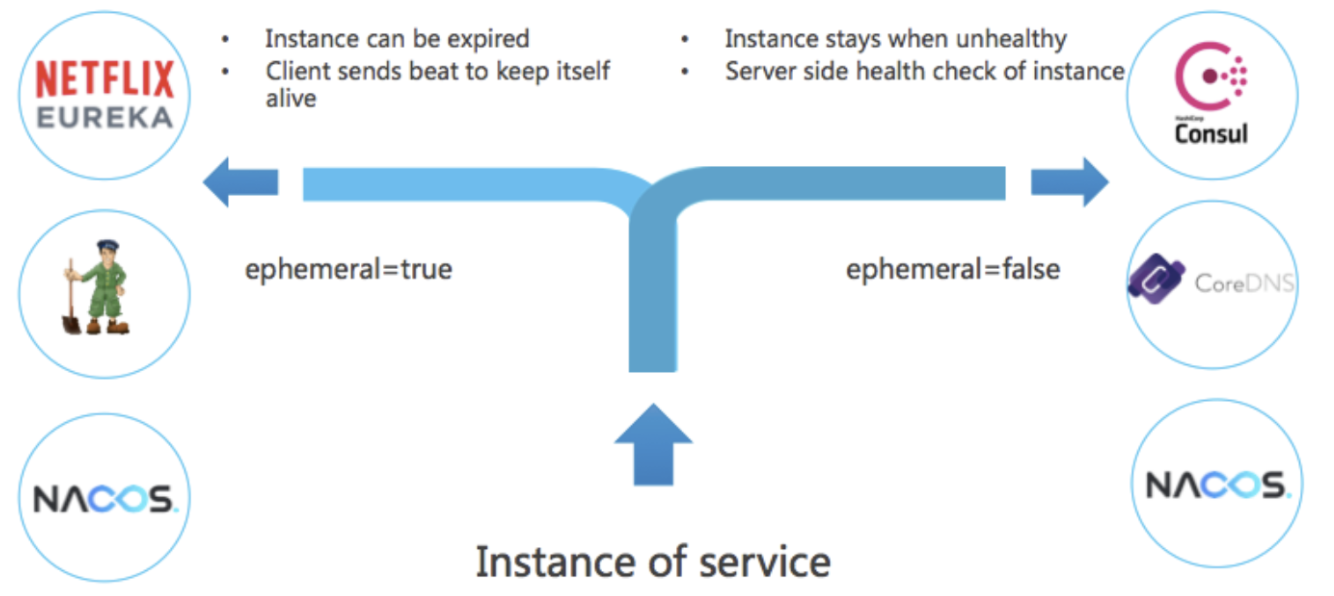 NETFLIX
EUREKA
• Instance can be expired
• Client sends beat to keep itself
alive
• Instance stays when unhealthy
• Server side health check of instance
HashiCorp
Consul
ephemeral=true
ephemeral=false
CoreDNS
NACOS.
NACOS.
Instance of service